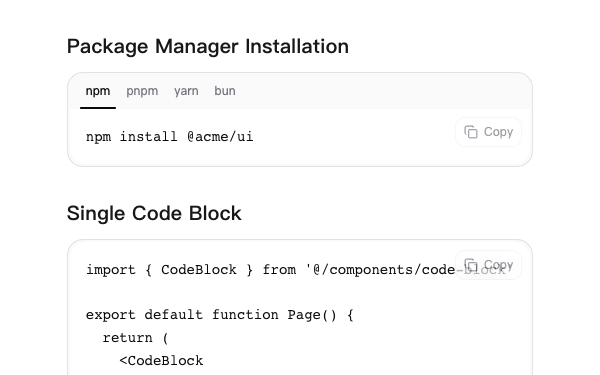 Package Manager Installation
npm pnpm yarn bun
npm install @acme/ui
Copy
Single Code Block
Copy
import { CodeBlock } from '@/components/code-block'
export default function Page() {
return (
<CodeBlock